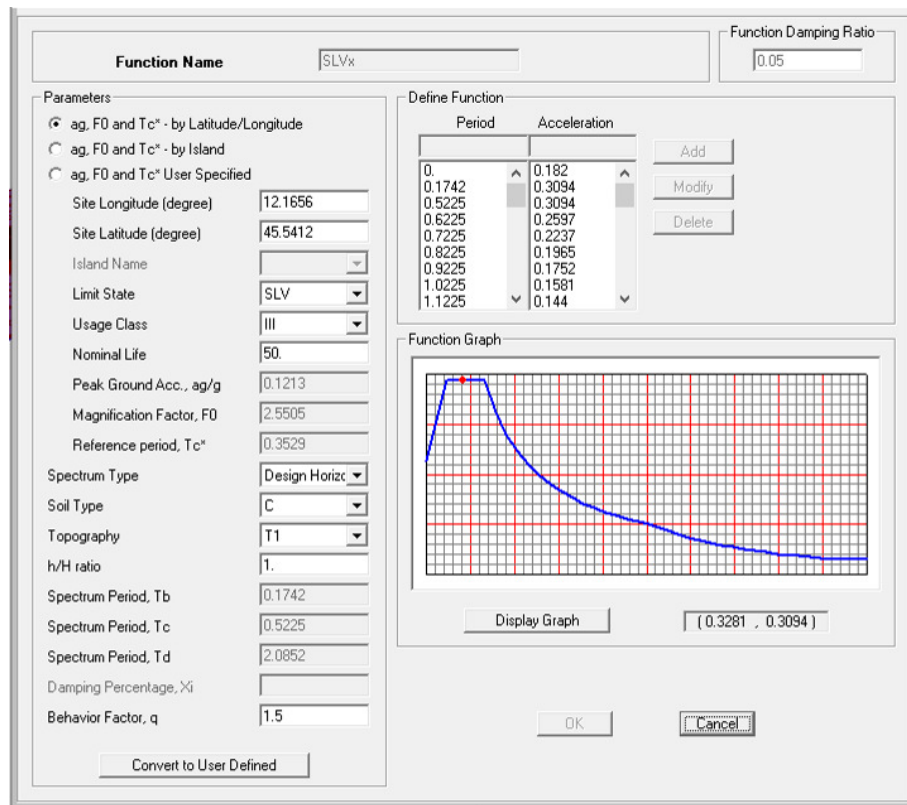 Function Name SLVx
Function Damping Ratio
0.05
Parameters
ag, F0 and Tc* - by Latitude/Longitude
ag, F0 and Tc* - by Island
ag, F0 and Tc* User Specified
Site Longitude (degree) 12.1656
Site Latitude (degree) 45.5412
Island Name
Limit State SLV
Usage Class III
Nominal Life 50.
Peak Ground Acc., ag/g 0.1213
Magnification Factor, F0 2.5505
Reference period, Tc* 0.3529
Spectrum Type Design Horizc
Soil Type C
Topography T1
h/H ratio 1.
Spectrum Period, Tb 0.1742
Spectrum Period, Tc 0.5225
Spectrum Period, Td 2.0852
Damping Percentage, Xi
Behavior Factor, q 1.5
Convert to User Defined
Define Function
Period Acceleration
0. 0.182
0.1742 0.3094
0.5225 0.3094
0.6225 0.2597
0.7225 0.2237
0.8225 0.1965
0.9225 0.1752
1.0225 0.1581
1.1225 0.144
Add
Modify
Delete
Function Graph
Display Graph (0.3281 , 0.3094)
OK Cancel